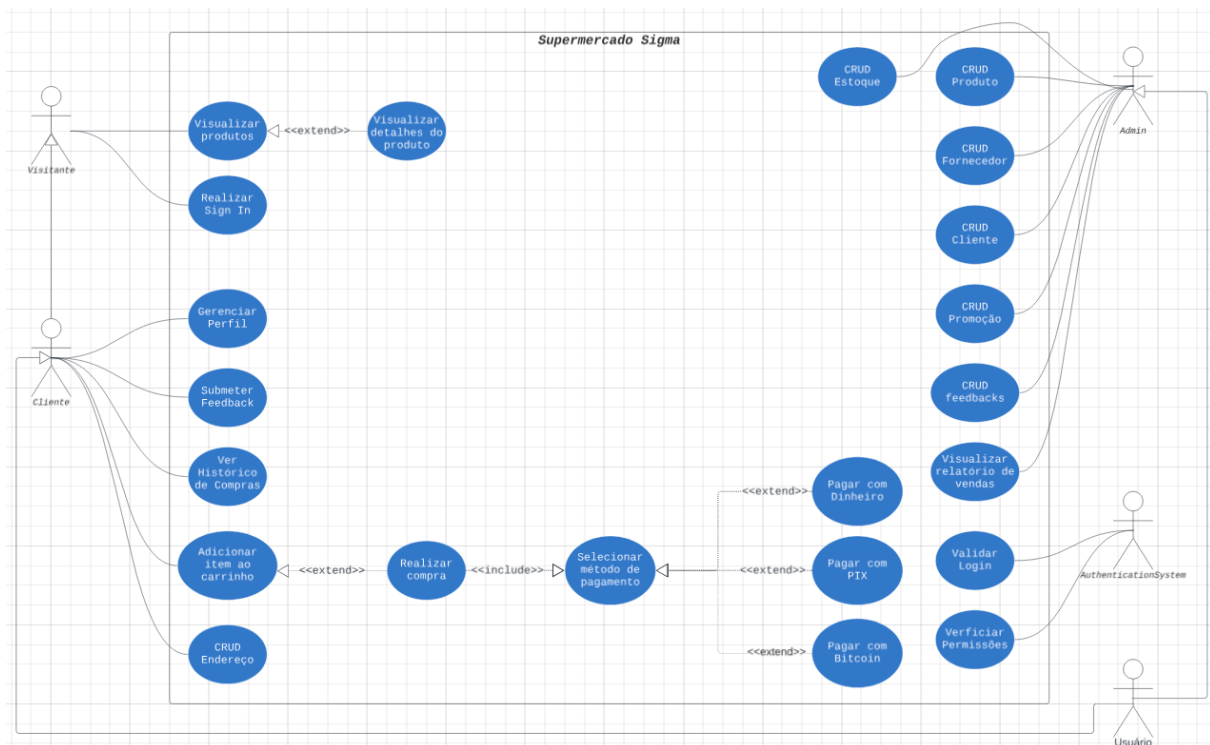 Supermercado Sigma
CRUD
Estoque
CRUD
Produto
Visualizar
produtos
<<extend>>
Visualizar
detalhes do
produto
Admin
CRUD
Fornecedor
Visitante
Realizar
Sign In
CRUD
Cliente
Gerenciar
Perfil
CRUD
Promoção
Cliente
Submeter
Feedback
CRUD
feedbacks
Ver
Histórico
de Compras
Visualizar
relatório de
vendas
<<extend>>
Pagar com
Dinheiro
Adicionar
item ao
carrinho
<<extend>>
Realizar
compra
<<include>>
Selecionar
método de
pagamento
<<extend>>
Pagar com
PIX
Validar
Login
AuthenticationSystem
CRUD
Endereço
<<extend>>
Pagar com
Bitcoin
Verficiar
Permissões
Usuário